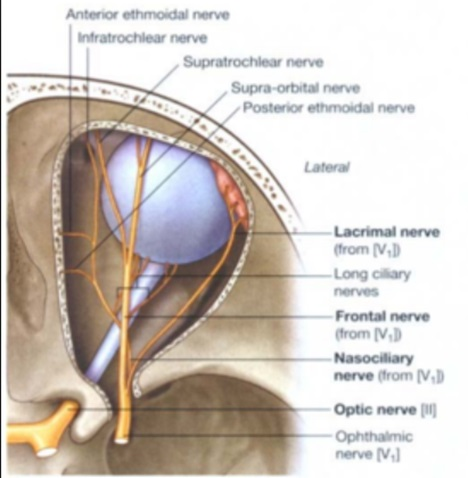 Anterior ethmoidal nerve
Infratrochlear nerve
Supratrochlear nerve
Supra-orbital nerve
Posterior ethmoidal nerve
Lateral
Lacrimal nerve
(from [V₁])
Long ciliary
nerves
Frontal nerve
(from [V₁])
Nasociliary
nerve (from [V₁])
Optic nerve [II]
Ophthalmic
nerve [V₁]